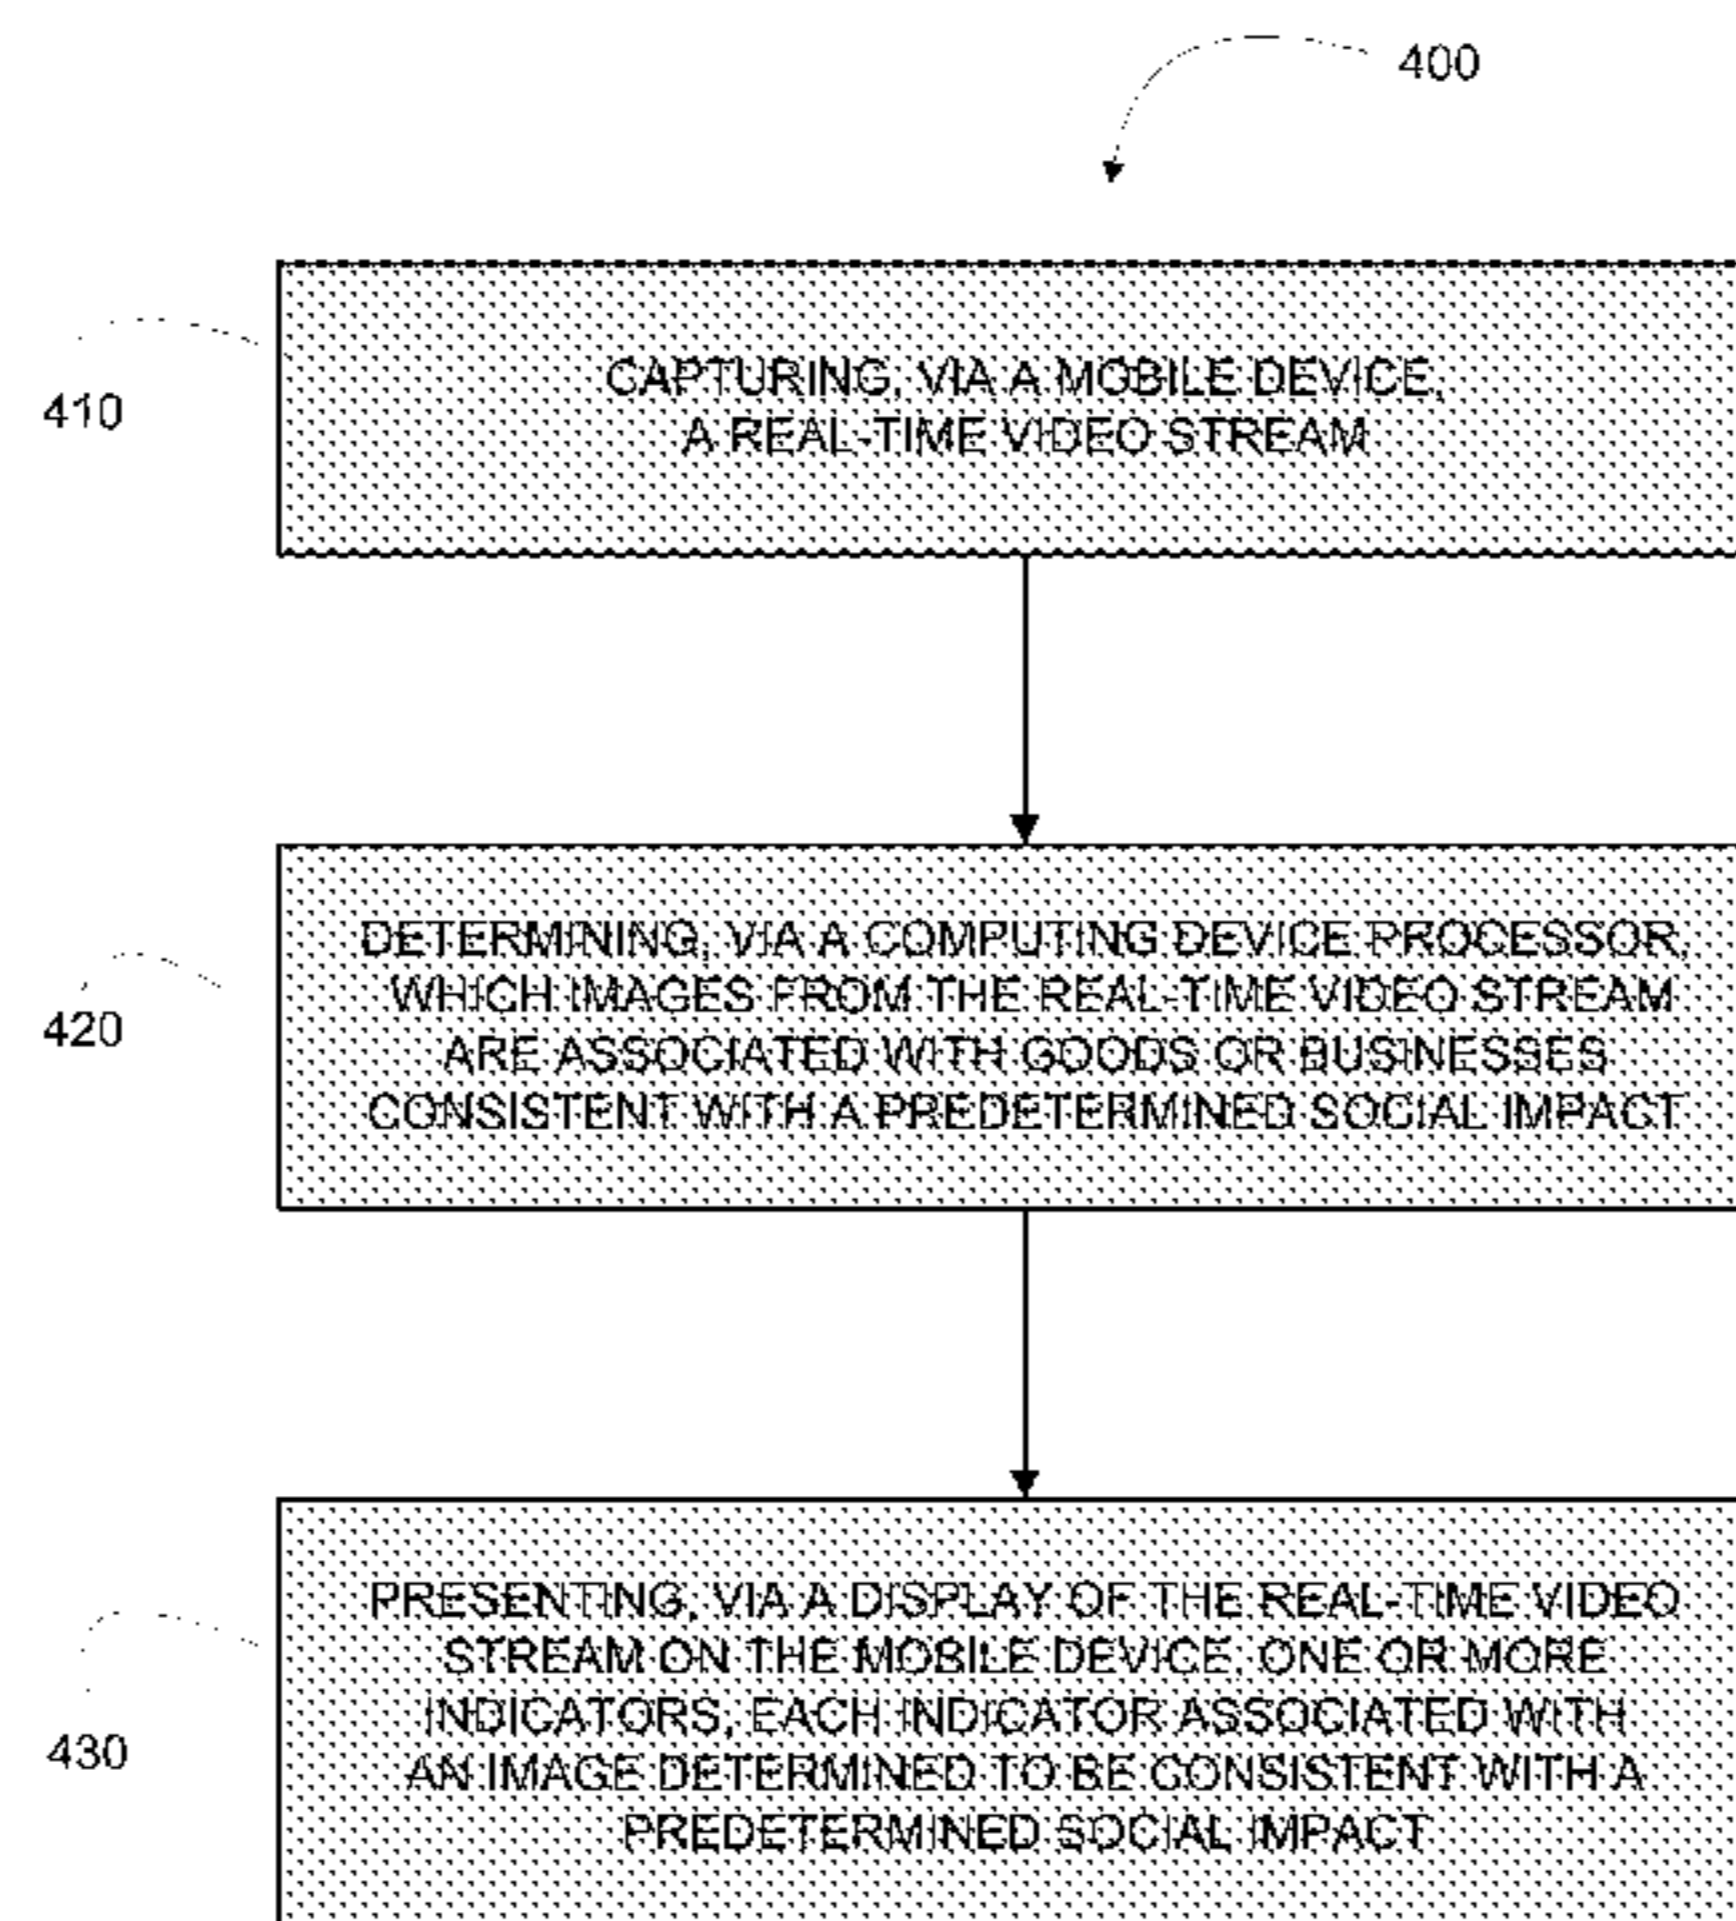 400
410
CAPTURING, VIA A MOBILE DEVICE,
A REAL-TIME VIDEO STREAM
420
DETERMINING, VIA A COMPUTING DEVICE PROCESSOR,
WHICH IMAGES FROM THE REAL-TIME VIDEO STREAM
ARE ASSOCIATED WITH GOODS OR BUSINESSES
CONSISTENT WITH A PREDETERMINED SOCIAL IMPACT
430
PRESENTING, VIA A DISPLAY OF THE REAL-TIME VIDEO
STREAM ON THE MOBILE DEVICE, ONE OR MORE
INDICATORS, EACH INDICATOR ASSOCIATED WITH
AN IMAGE DETERMINED TO BE CONSISTENT WITH A
PREDETERMINED SOCIAL IMPACT